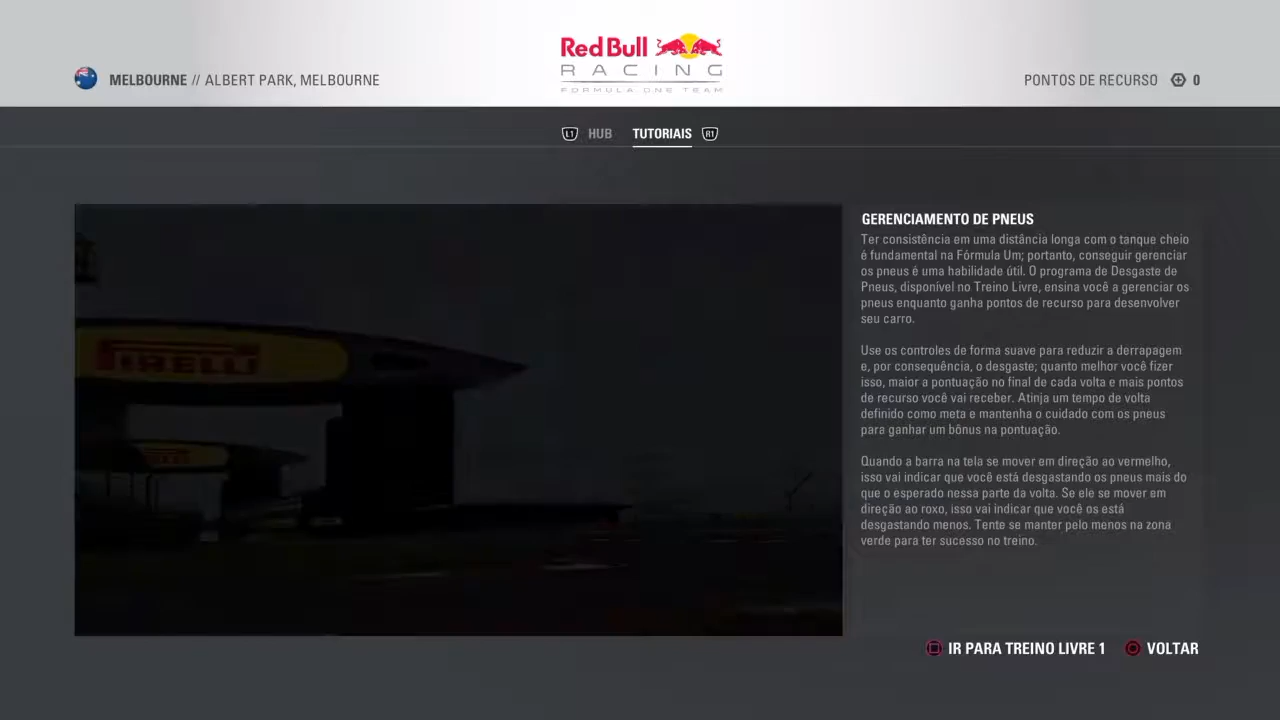 Red Bull
RACING
FORMULA ONE TEAM
MELBOURNE // ALBERT PARK, MELBOURNE
PONTOS DE RECURSO 0
L1 HUB TUTORIAIS R1
PIRELLI
GERENCIAMENTO DE PNEUS
Ter consistência em uma distância longa com o tanque cheio
é fundamental na Fórmula Um; portanto, conseguir gerenciar
os pneus é uma habilidade útil. O programa de Desgaste de
Pneus, disponível no Treino Livre, ensina você a gerenciar os
pneus enquanto ganha pontos de recurso para desenvolver
seu carro.
Use os controles de forma suave para reduzir a derrapagem
e, por consequência, o desgaste; quanto melhor você fizer
isso, maior a pontuação no final de cada volta e mais pontos
de recurso você vai receber. Atinja um tempo de volta
definido como meta e mantenha o cuidado com os pneus
para ganhar um bônus na pontuação.
Quando a barra na tela se mover em direção ao vermelho,
isso vai indicar que você está desgastando os pneus mais do
que o esperado nessa parte da volta. Se ele se mover em
direção ao roxo, isso vai indicar que você os está
desgastando menos. Tente se manter pelo menos na zona
verde para ter sucesso no treino.
IR PARA TREINO LIVRE 1 VOLTAR